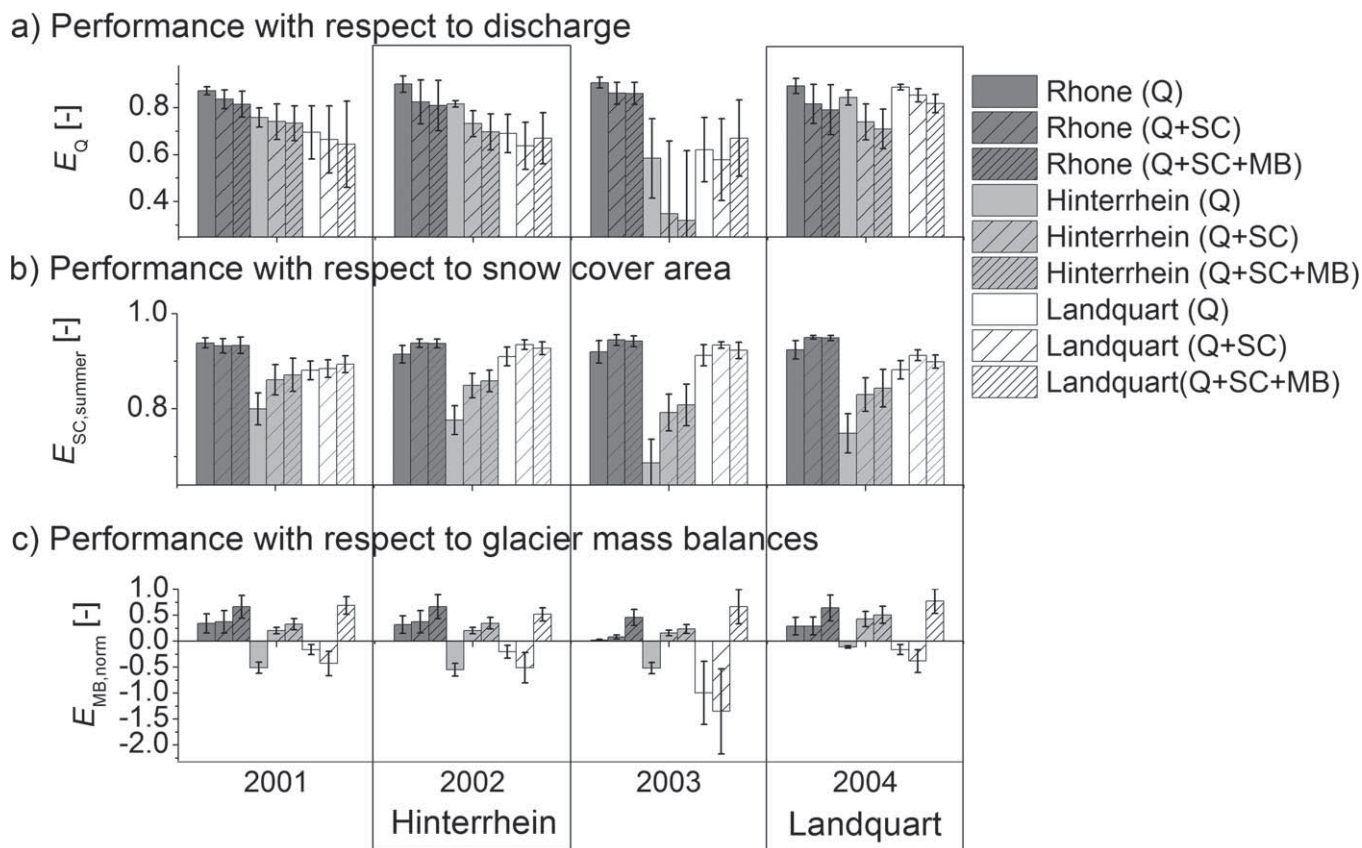 a) Performance with respect to discharge
E_Q [-]
0.8
0.6
0.4
b) Performance with respect to snow cover area
E_SC,summer [-]
1.0
0.8
c) Performance with respect to glacier mass balances
E_MB,norm [-]
1.0
0.5
0.0
-0.5
-1.0
-1.5
-2.0
2001
2002
2003
2004
Hinterrhein
Landquart
Rhone (Q)
Rhone (Q+SC)
Rhone (Q+SC+MB)
Hinterrhein (Q)
Hinterrhein (Q+SC)
Hinterrhein (Q+SC+MB)
Landquart (Q)
Landquart (Q+SC)
Landquart(Q+SC+MB)